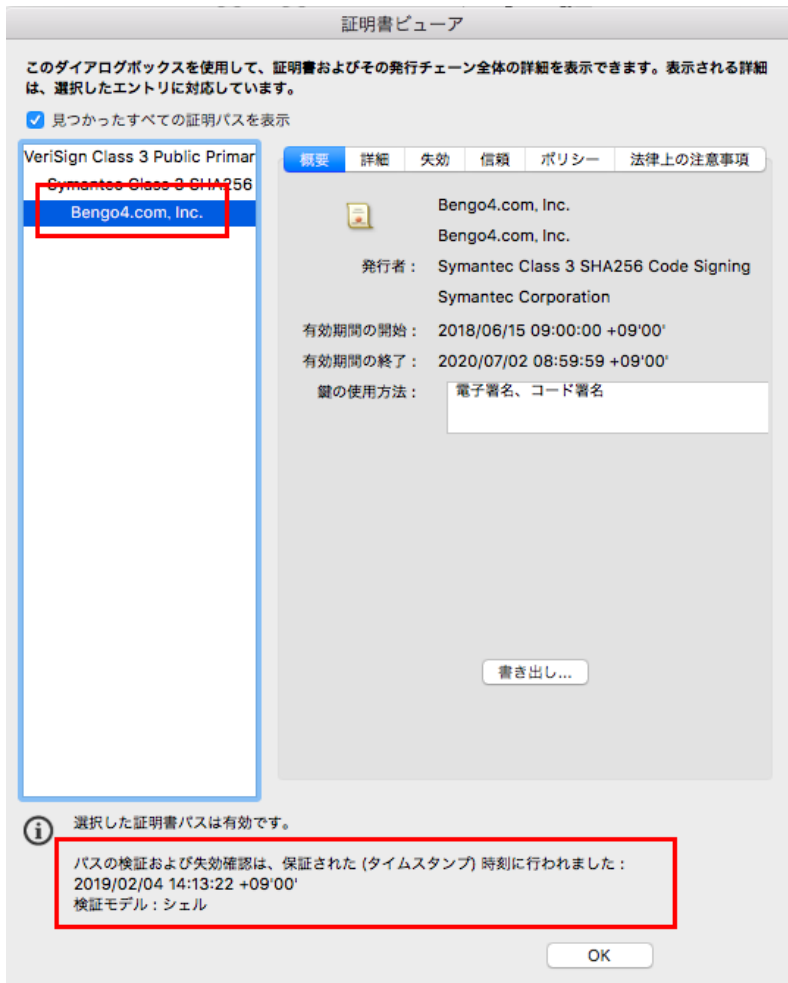 証明書ビューア
このダイアログボックスを使用して、証明書およびその発行チェーン全体の詳細を表示できます。表示される詳細
は、選択したエントリに対応しています。
見つかったすべての証明パスを表示
VeriSign Class 3 Public Primar
Symantec Class 3 SHA256
Bengo4.com, Inc.
概要 詳細 失効 信頼 ポリシー 法律上の注意事項
Bengo4.com, Inc.
Bengo4.com, Inc.
発行者： Symantec Class 3 SHA256 Code Signing
Symantec Corporation
有効期間の開始： 2018/06/15 09:00:00 +09'00'
有効期間の終了： 2020/07/02 08:59:59 +09'00'
鍵の使用方法： 電子署名、コード署名
書き出し...
選択した証明書パスは有効です。
パスの検証および失効確認は、保証された (タイムスタンプ) 時刻に行われました：
2019/02/04 14:13:22 +09'00'
検証モデル：シェル
OK